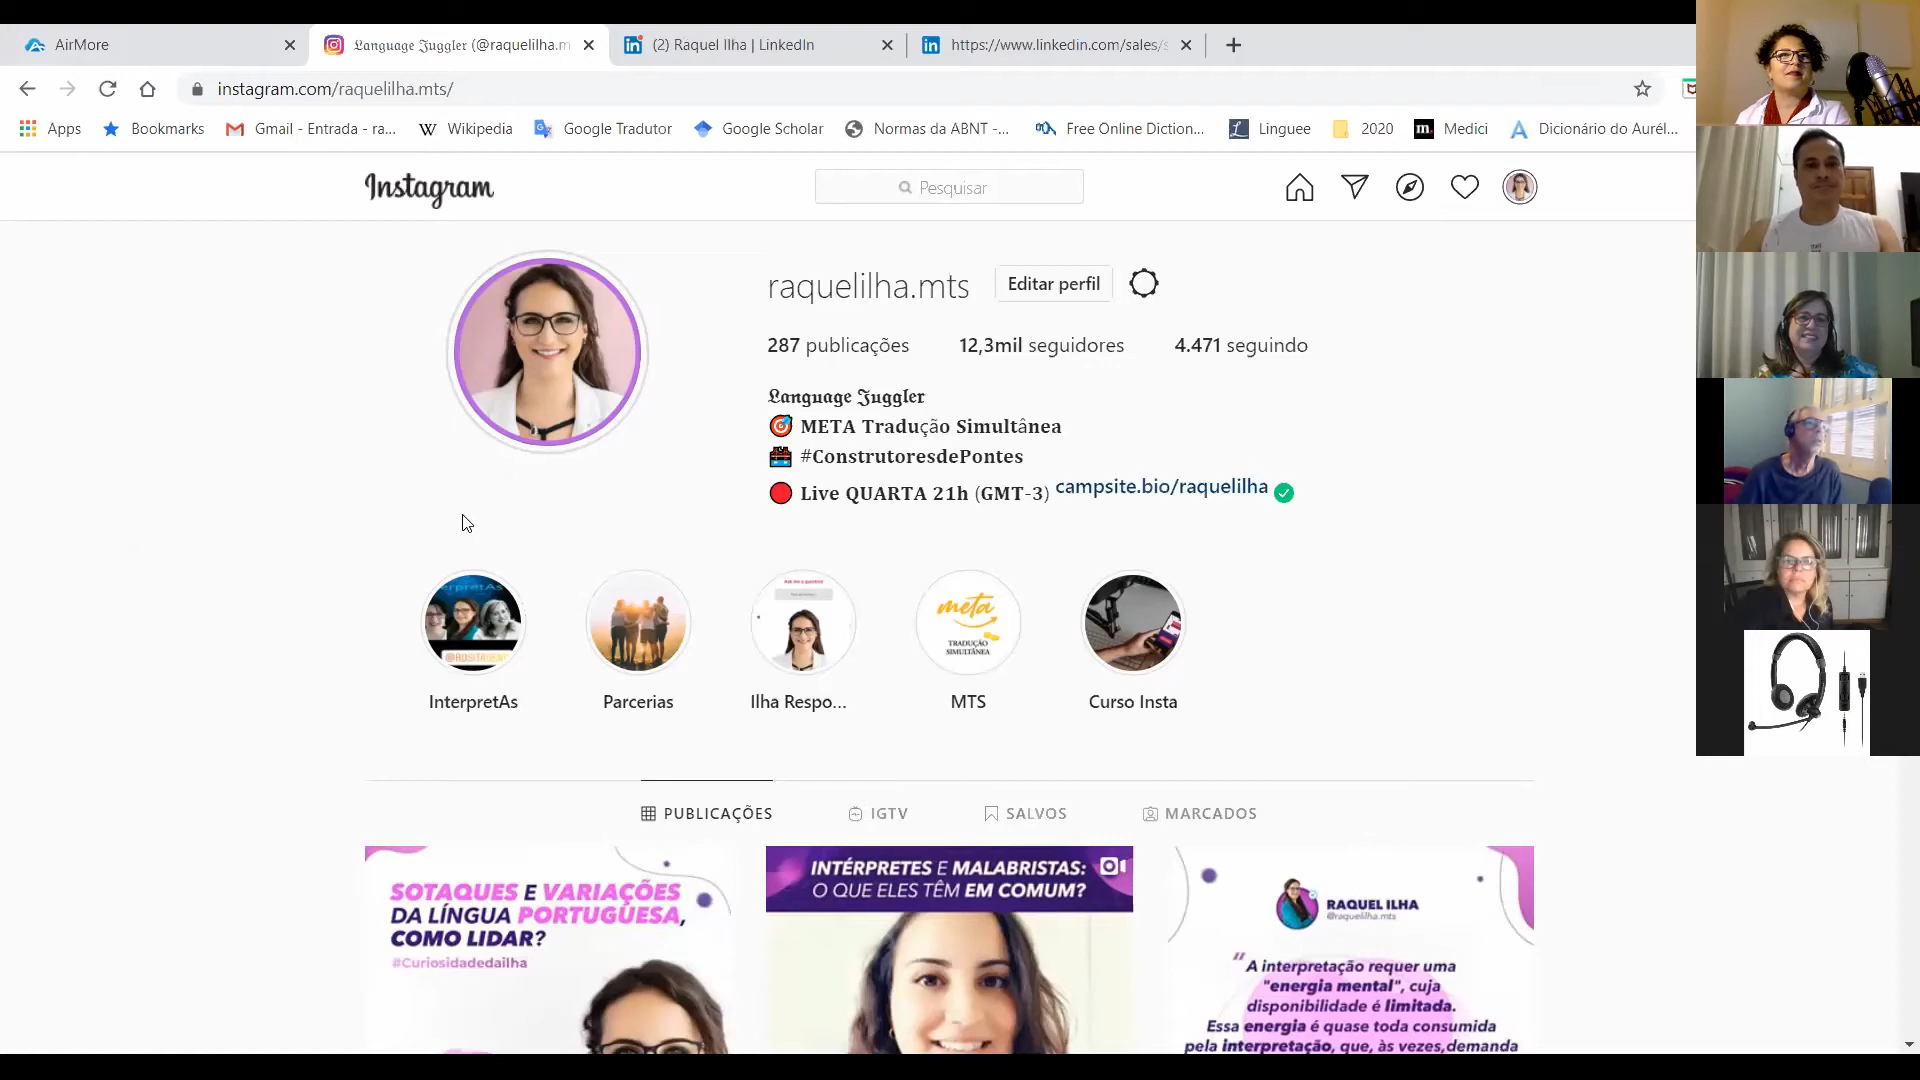 AirMore
Language Juggler (@raquelilha.m
(2) Raquel Ilha | LinkedIn
https://www.linkedin.com/sales/s
instagram.com/raquelilha.mts/
Apps
Bookmarks
Gmail - Entrada - ra...
Wikipedia
Google Tradutor
Google Scholar
Normas da ABNT -...
Free Online Diction...
Linguee
2020
Medici
Dicionário do Aurél...
Instagram
Pesquisar
raquelilha.mts
Editar perfil
287 publicações 12,3mil seguidores 4.471 seguindo
Language Juggler
META Tradução Simultânea
#ConstrutoresdePontes
Live QUARTA 21h (GMT-3) campsite.bio/raquelilha
meta
TRADUÇÃO
SIMULTÂNEA
InterpretAs
Parcerias
Ilha Respo...
MTS
Curso Insta
PUBLICAÇÕES
IGTV
SALVOS
MARCADOS
SOTAQUES E VARIAÇÕES
DA LÍNGUA PORTUGUESA,
COMO LIDAR?
#Curiosidadedailha
INTÉRPRETES E MALABRISTAS:
O QUE ELES TÊM EM COMUM?
RAQUEL ILHA
@raquelilha.mts
"A interpretação requer uma
"energia mental", cuja
disponibilidade é limitada.
Essa energia é quase toda consumida
pela interpretação, que, às vezes,demanda